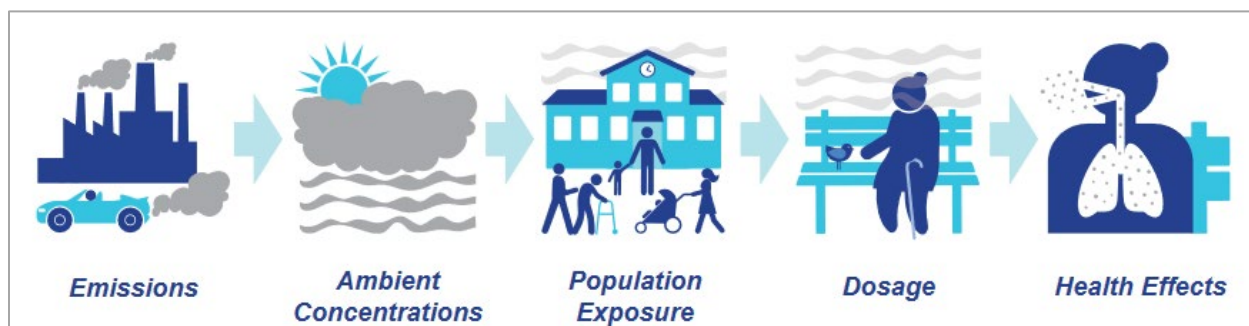 Emissions
Ambient
Concentrations
Population
Exposure
Dosage
Health Effects